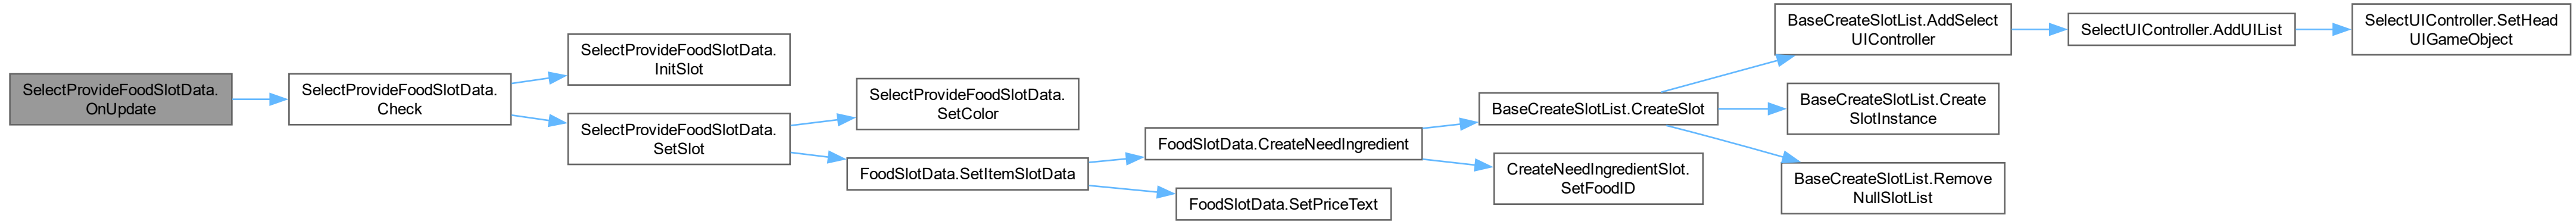 SelectProvideFoodSlotData.
OnUpdate
SelectProvideFoodSlotData.
Check
SelectProvideFoodSlotData.
InitSlot
SelectProvideFoodSlotData.
SetSlot
SelectProvideFoodSlotData.
SetColor
FoodSlotData.SetItemSlotData
FoodSlotData.CreateNeedIngredient
FoodSlotData.SetPriceText
BaseCreateSlotList.CreateSlot
CreateNeedIngredientSlot.
SetFoodID
BaseCreateSlotList.AddSelect
UIController
BaseCreateSlotList.Create
SlotInstance
BaseCreateSlotList.Remove
NullSlotList
SelectUIController.AddUIList
SelectUIController.SetHead
UIGameObject